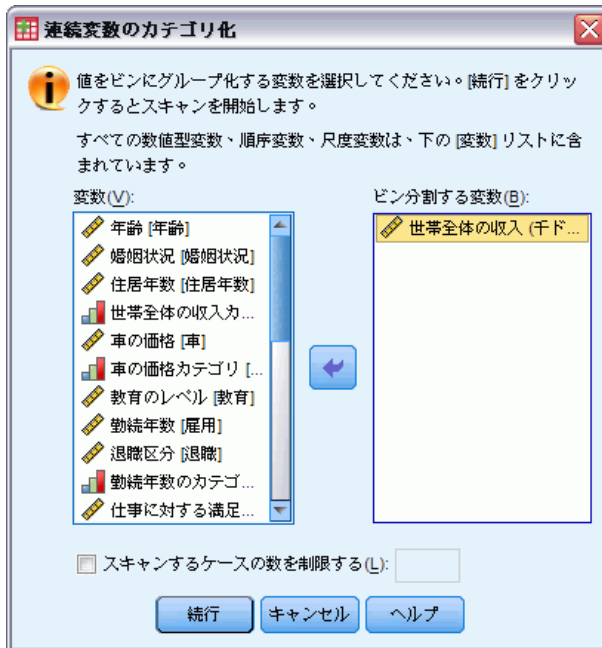 連続変数のカテゴリ化
値をビンにグループ化する変数を選択してください。[続行] をクリッ
クするとスキャンを開始します。
すべての数値型変数、順序変数、尺度変数は、下の [変数] リストに含
まれています。
変数(V):
ビン分割する変数(B):
年齢 [年齢]
婚姻状況 [婚姻状況]
住居年数 [住居年数]
世帯全体の収入カ...
車の価格 [車]
車の価格カテゴリ [...
教育のレベル [教育]
勤続年数 [雇用]
退職区分 [退職]
勤続年数のカテゴ...
仕事に対する満足...
世帯全体の収入 (千ド...
スキャンするケースの数を制限する(L):
続行
キャンセル
ヘルプ